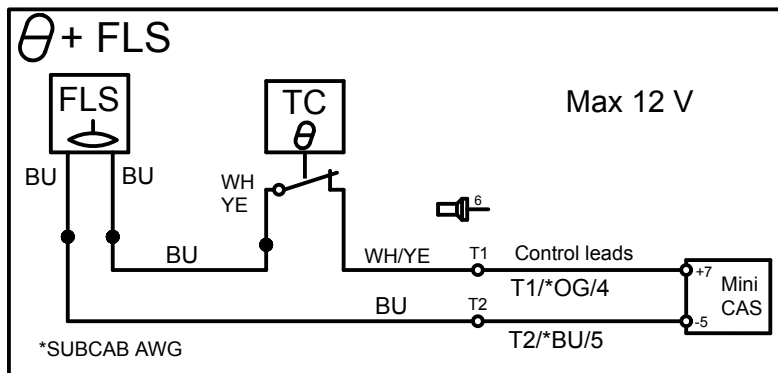 θ + FLS
FLS
TC
θ
Max 12 V
BU
BU
WH
YE
6
BU
WH/YE
T1
Control leads
+7
T1/*OG/4
Mini
CAS
BU
T2
-5
T2/*BU/5
*SUBCAB AWG